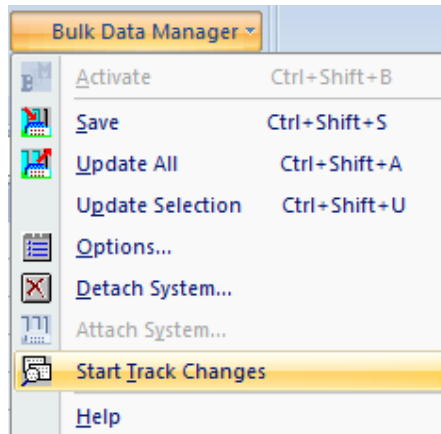 Bulk Data Manager
Activate Ctrl+Shift+B
Save Ctrl+Shift+S
Update All Ctrl+Shift+A
Update Selection Ctrl+Shift+U
Options...
Detach System...
Attach System...
Start Track Changes
Help